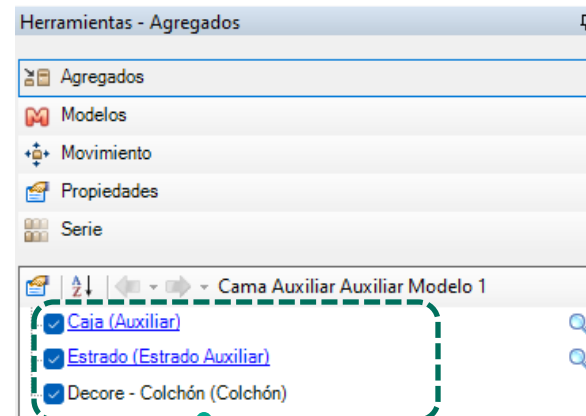 Herramientas - Agregados
Agregados
Modelos
Movimiento
Propiedades
Serie
Cama Auxiliar Auxiliar Modelo 1
Caja (Auxiliar)
Estrado (Estrado Auxiliar)
Decore - Colchón (Colchón)